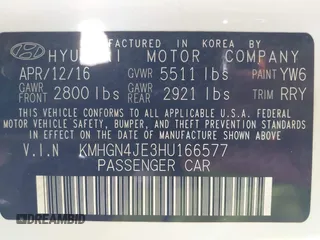 MANUFACTURED IN KOREA BY
HYUNDAI MOTOR COMPANY
APR/12/16 GVWR 5511 lbs PAINT YW6
GAWR FRONT 2800 lbs GAWR REAR 2921 lbs TRIM RRY
THIS VEHICLE CONFORMS TO ALL APPLICABLE U.S.A. FEDERAL
MOTOR VEHICLE SAFETY, BUMPER, AND THEFT PREVENTION
STANDARDS IN EFFECT ON THE DATE OF MANUFACTURE SHOWN ABOVE.
V.I.N KMHGN4JE3HU166577
PASSENGER CAR
DREAMBID